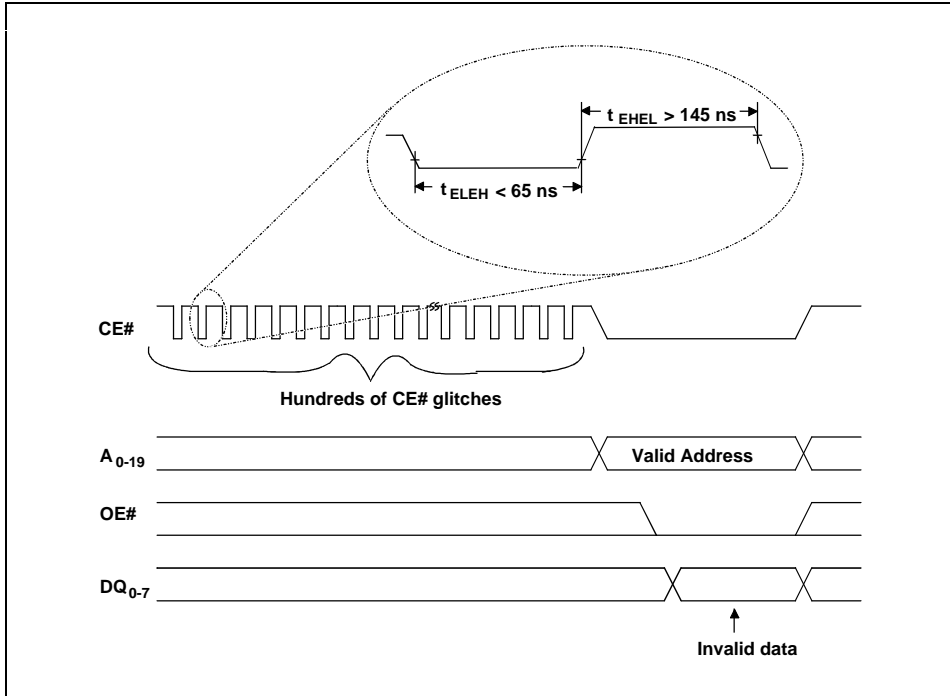 t EHEL > 145 ns
t ELEH < 65 ns
CE#
Hundreds of CE# glitches
A 0-19
Valid Address
OE#
DQ 0-7
Invalid data